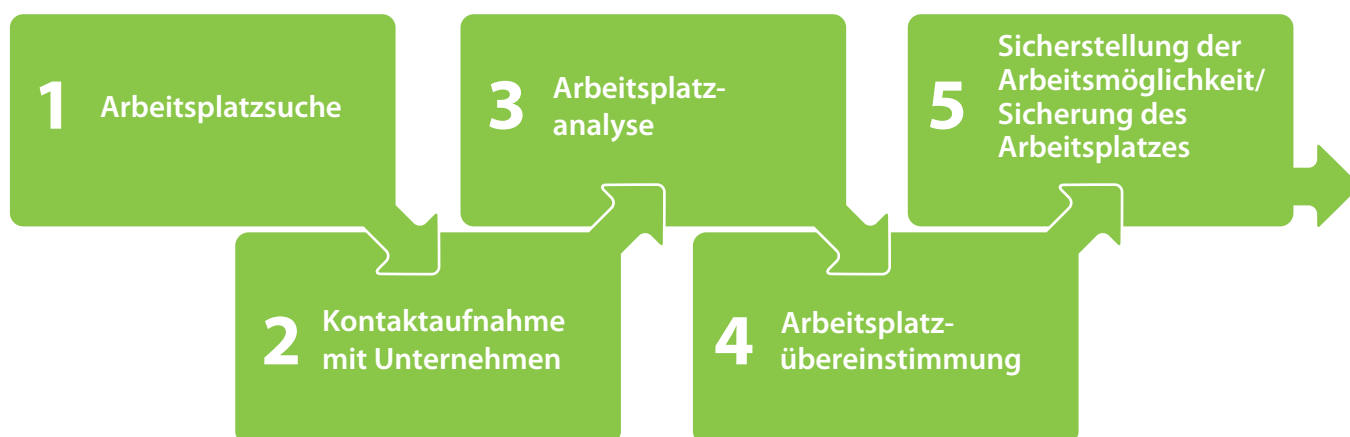 1 Arbeitsplatzsuche
2 Kontaktaufnahme
mit Unternehmen
3 Arbeitsplatz-
analyse
4 Arbeitsplatz-
übereinstimmung
5 Sicherstellung der
Arbeitsmöglichkeit/
Sicherung des
Arbeitsplatzes